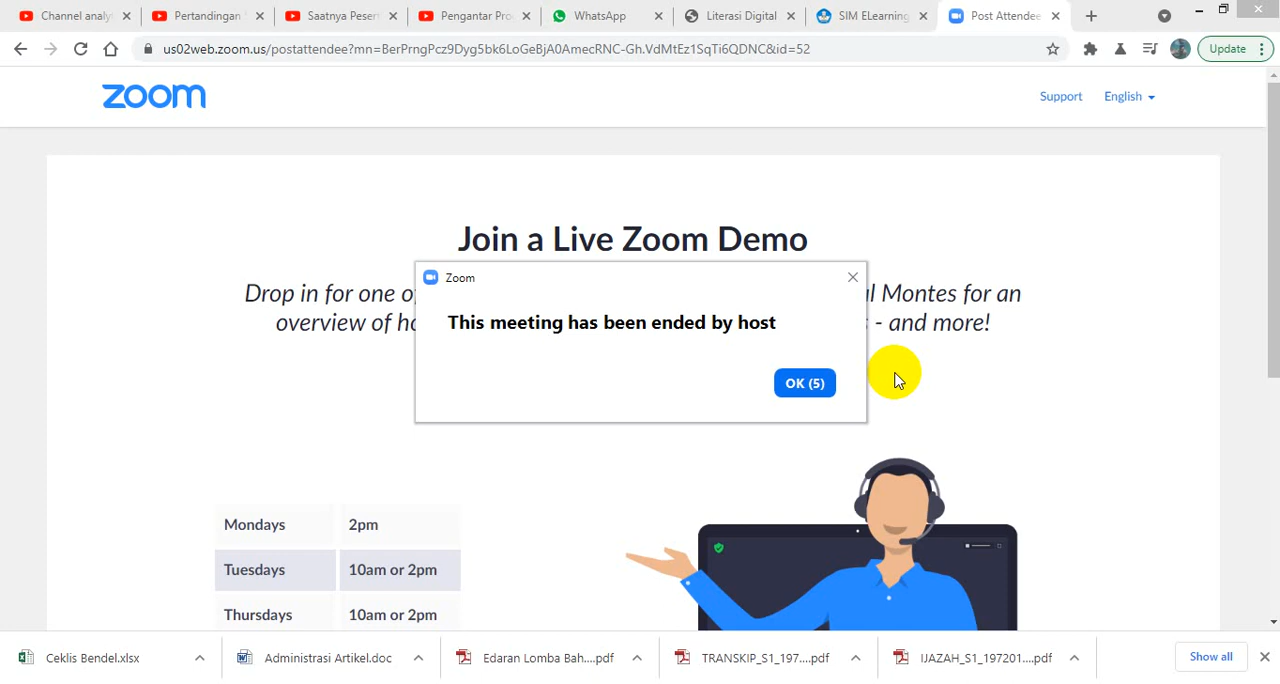 Channel analy
Pertandingan
Saatnya Pesert
Pengantar Pro
WhatsApp
Literasi Digital
SIM ELearning
Post Attendee
us02web.zoom.us/postattendee?mn=BerPrngPcz9Dyg5bk6LoGeBjA0AmecRNC-Gh.VdMtEz1SqTi6QDNC&id=52
Update
zoom
Support
English
Join a Live Zoom Demo
Drop in for one o
al Montes for an
overview of ho
- and more!
Zoom
This meeting has been ended by host
OK (5)
Mondays 2pm
Tuesdays 10am or 2pm
Thursdays 10am or 2pm
Ceklis Bendel.xlsx
Administrasi Artikel.doc
Edaran Lomba Bah....pdf
TRANSKIP_S1_197....pdf
IJAZAH_S1_197201....pdf
Show all